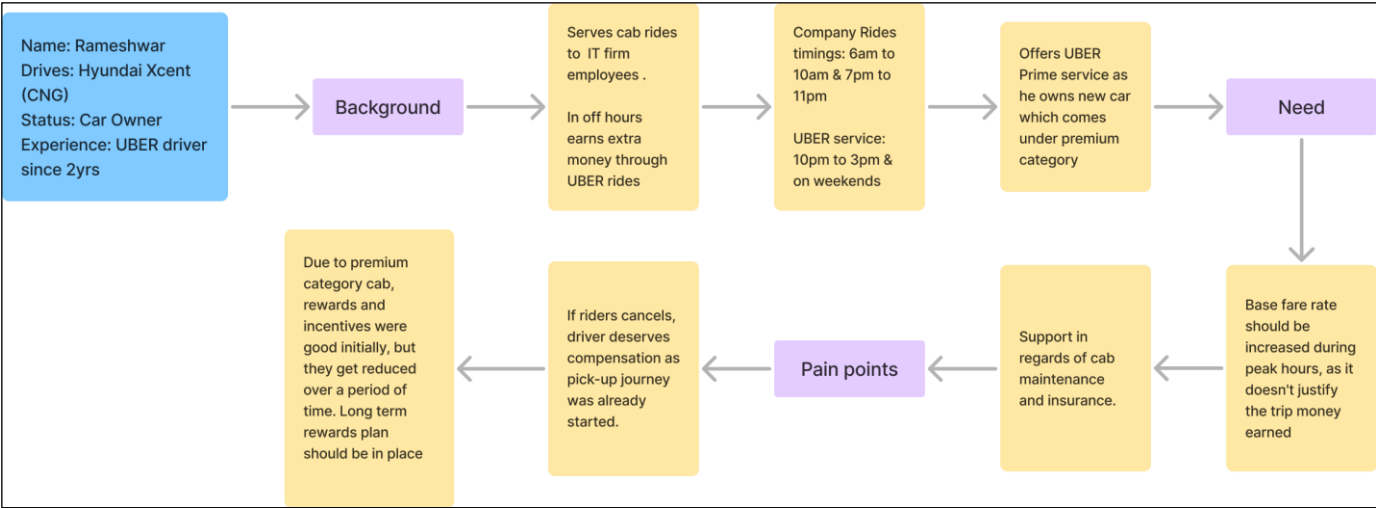 Name: Rameshwar
Drives: Hyundai Xcent
(CNG)
Status: Car Owner
Experience: UBER driver
since 2yrs
Background
Serves cab rides
to IT firm
employees .
In off hours
earns extra
money through
UBER rides
Company Rides
timings: 6am to
10am & 7pm to
11pm
UBER service:
10pm to 3pm &
on weekends
Offers UBER
Prime service as
he owns new car
which comes
under premium
category
Need
Base fare rate
should be
increased during
peak hours, as it
doesn't justify
the trip money
earned
Support in
regards of cab
maintenance
and insurance.
Pain points
If riders cancels,
driver deserves
compensation as
pick-up journey
was already
started.
Due to premium
category cab,
rewards and
incentives were
good initially, but
they get reduced
over a period of
time. Long term
rewards plan
should be in place